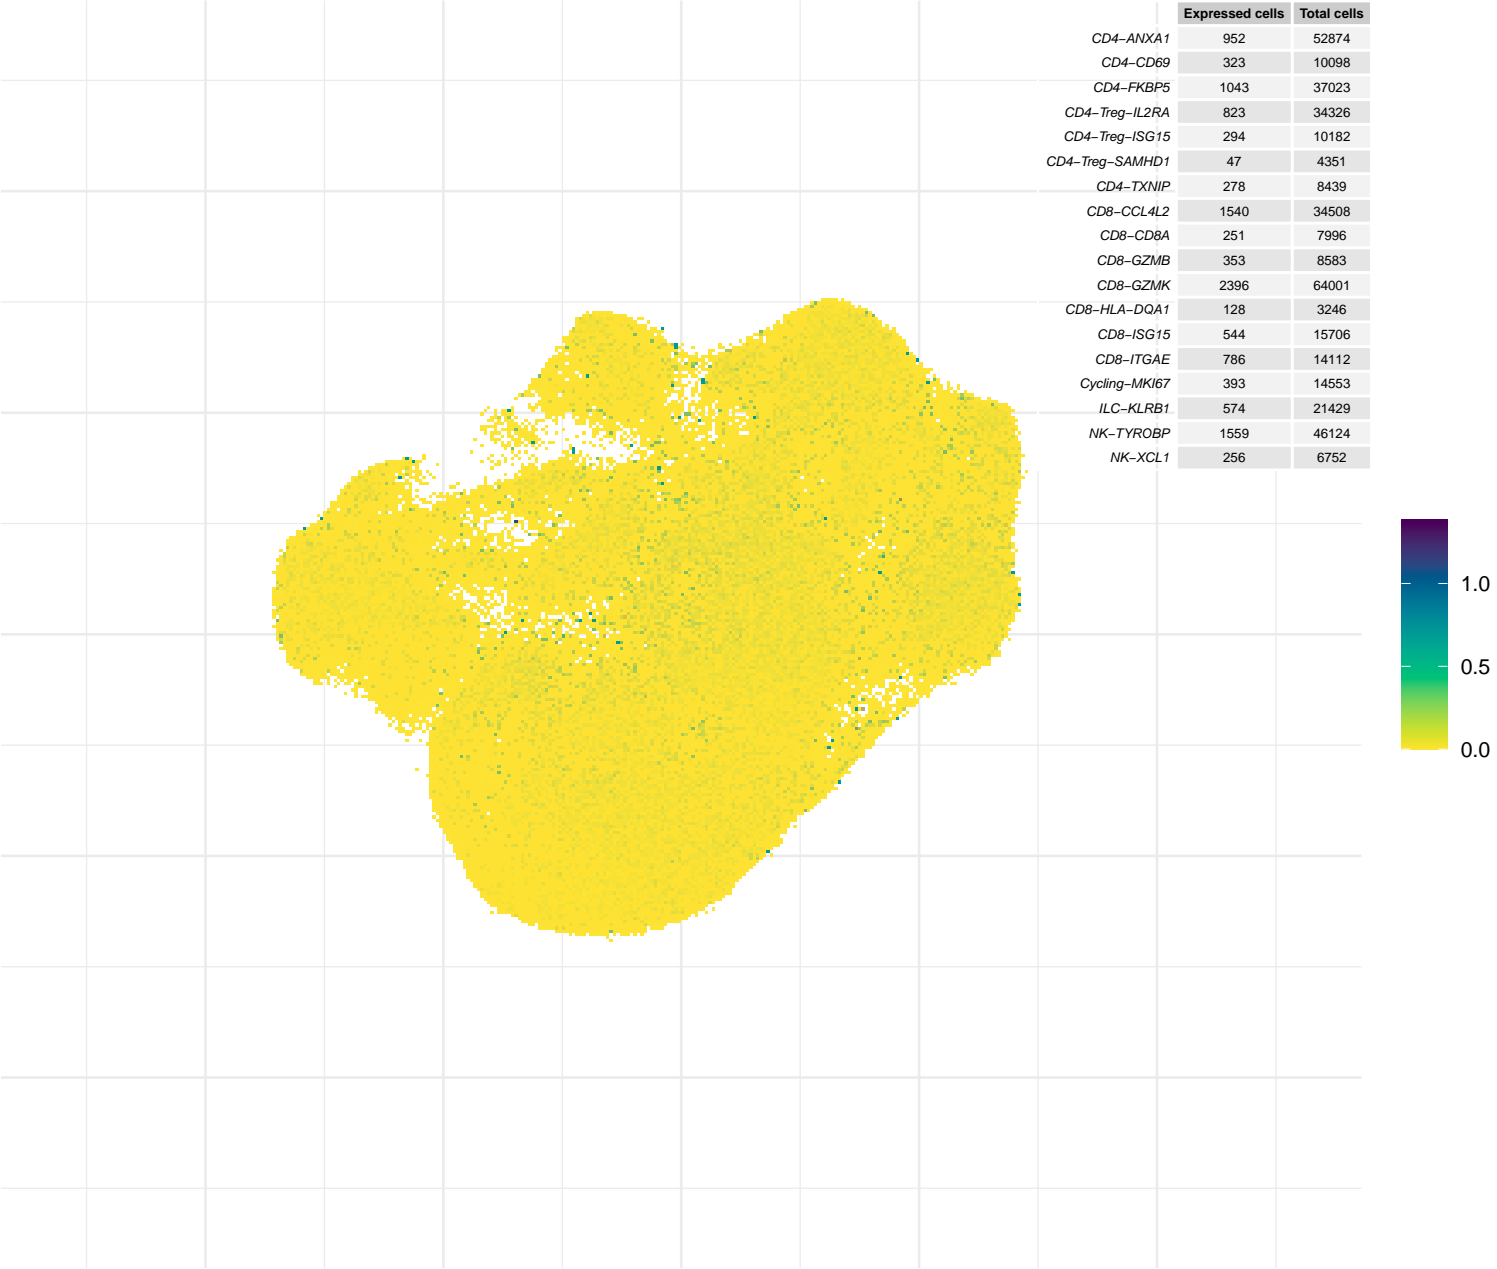 Expressed cells Total cells
CD4−ANXA1 952 52874
CD4−CD69 323 10098
CD4−FKBP5 1043 37023
CD4−Treg−IL2RA 823 34326
CD4−Treg−ISG15 294 10182
CD4−Treg−SAMHD1 47 4351
CD4−TXNIP 278 8439
CD8−CCL4L2 1540 34508
CD8−CD8A 251 7996
CD8−GZMB 353 8583
CD8−GZMK 2396 64001
CD8−HLA−DQA1 128 3246
CD8−ISG15 544 15706
CD8−ITGAE 786 14112
Cycling−MKI67 393 14553
ILC−KLRB1 574 21429
NK−TYROBP 1559 46124
NK−XCL1 256 6752
1.0
0.5
0.0